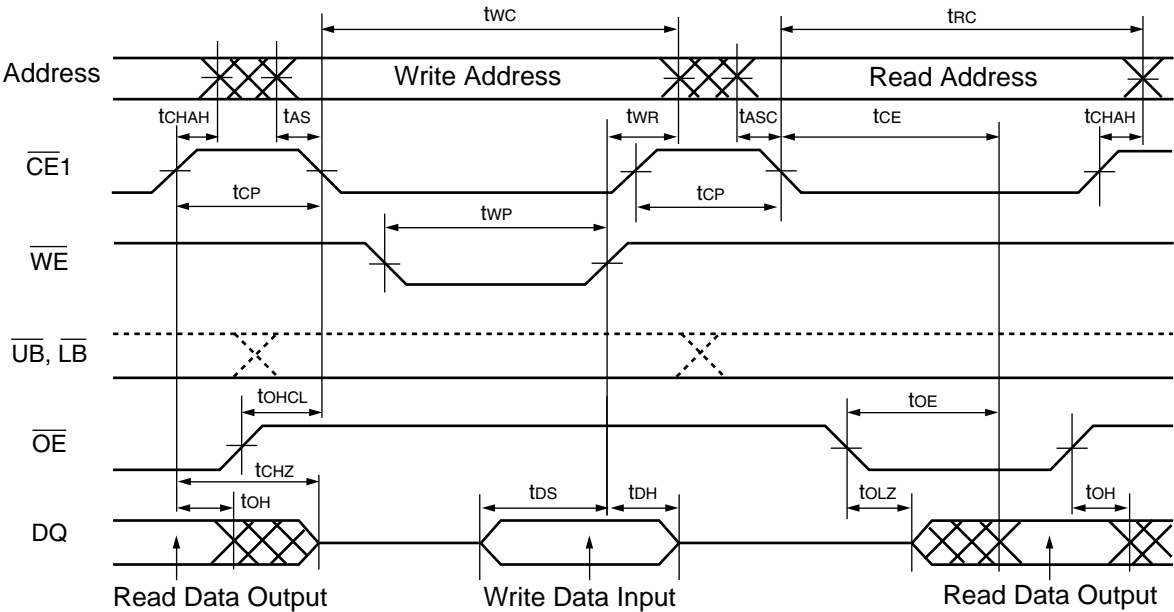 tWC
tRC
Address
Write Address
Read Address
tCHAH
tAS
tWR
tASC
tCE
tCHAH
CE1
tCP
tCP
tWP
WE
UB, LB
tOHCL
tOE
OE
tCHZ
tOH
tDS
tDH
tOLZ
tOH
DQ
Read Data Output
Write Data Input
Read Data Output